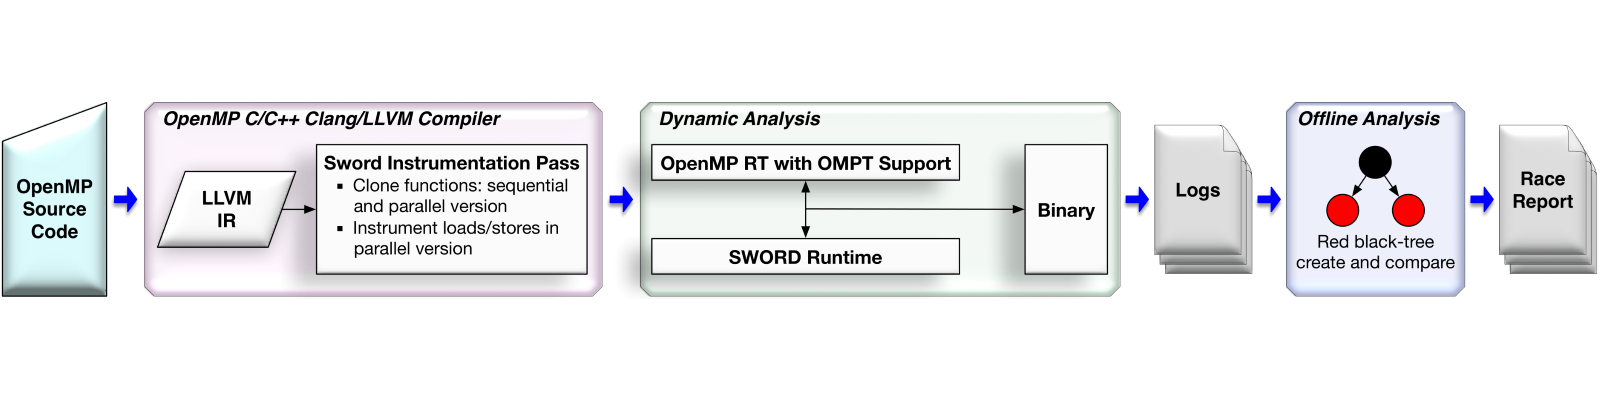 OpenMP
Source
Code
OpenMP C/C++ Clang/LLVM Compiler
LLVM
IR
Sword Instrumentation Pass
▪ Clone functions: sequential
and parallel version
▪ Instrument loads/stores in
parallel version
Dynamic Analysis
OpenMP RT with OMPT Support
SWORD Runtime
Binary
Logs
Offline Analysis
Red black-tree
create and compare
Race
Report